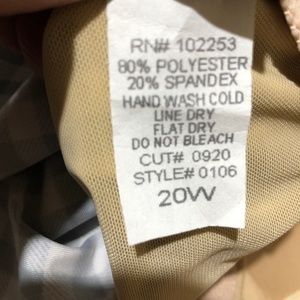 RN# 102253
80% POLYESTER
20% SPANDEX
HAND WASH COLD
LINE DRY
FLAT DRY
DO NOT BLEACH
CUT# 0920
STYLE# 0106
20W